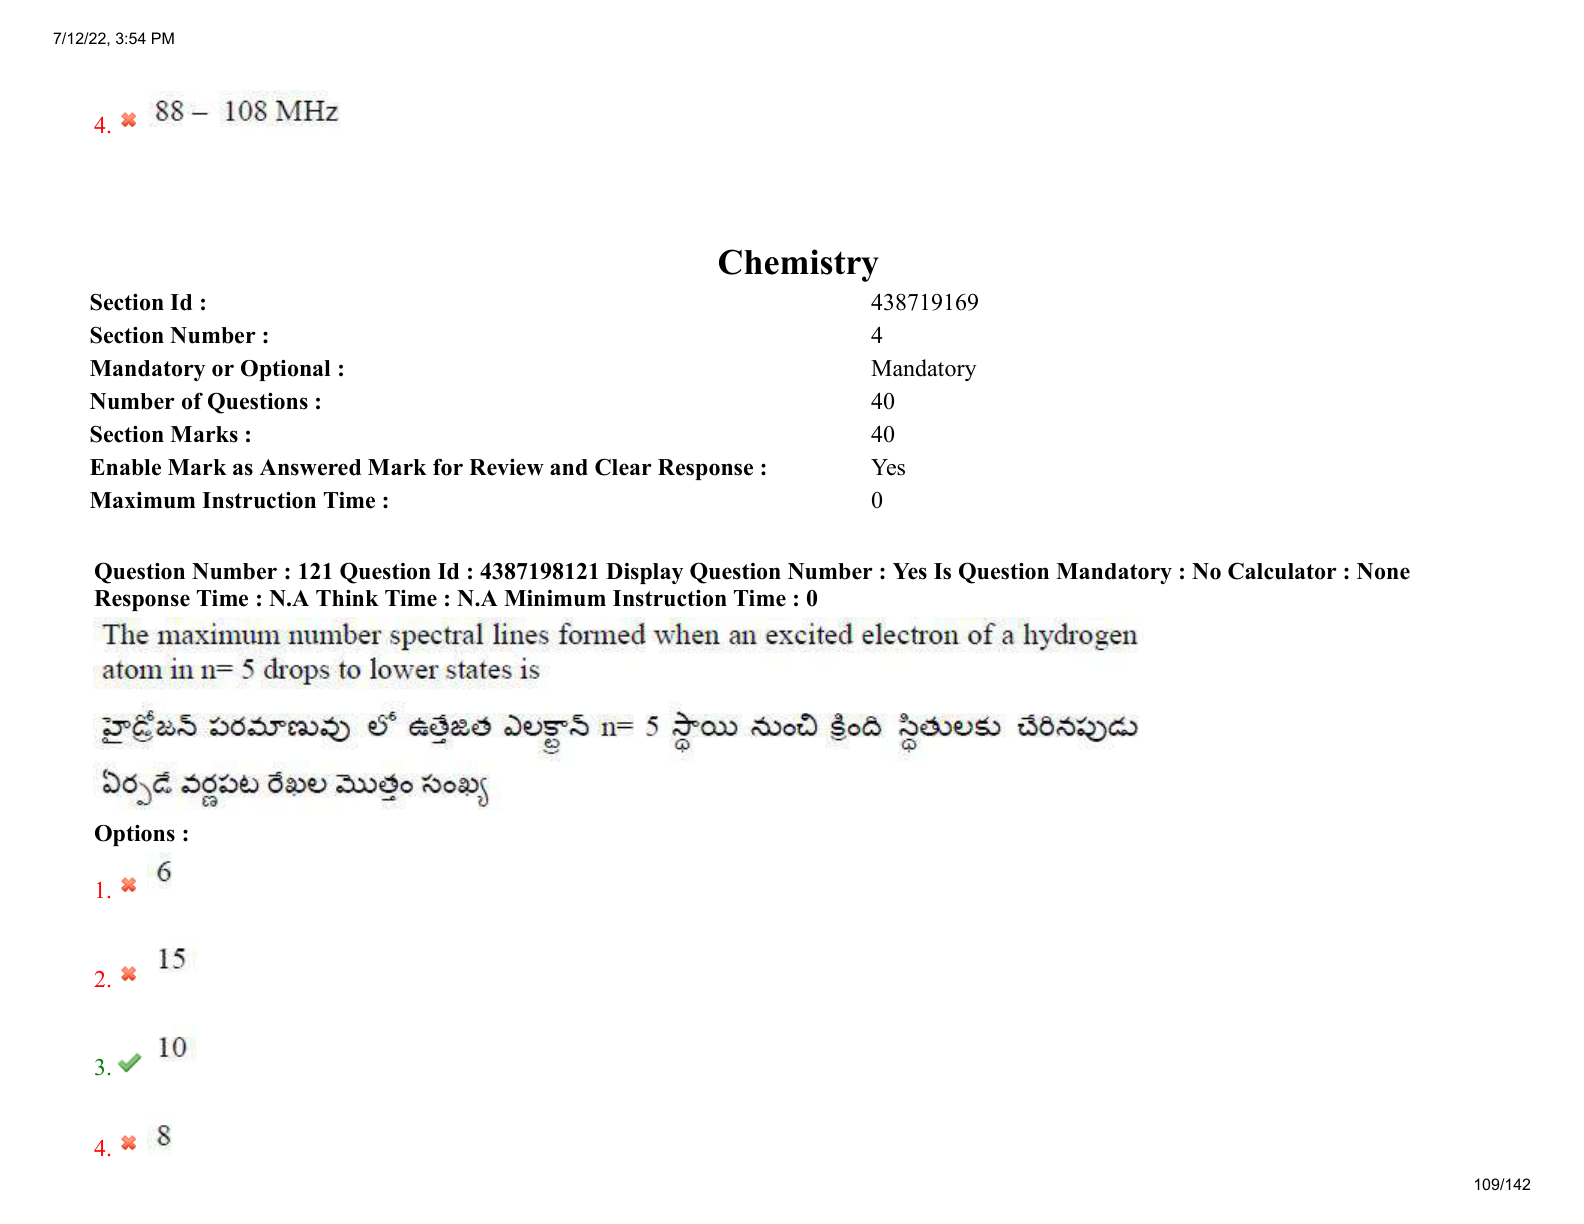 7/12/22, 3:54 PM
4. 88 – 108 MHz
Chemistry
Section Id : 438719169
Section Number : 4
Mandatory or Optional : Mandatory
Number of Questions : 40
Section Marks : 40
Enable Mark as Answered Mark for Review and Clear Response : Yes
Maximum Instruction Time : 0
Question Number : 121 Question Id : 4387198121 Display Question Number : Yes Is Question Mandatory : No Calculator : None
Response Time : N.A Think Time : N.A Minimum Instruction Time : 0
The maximum number spectral lines formed when an excited electron of a hydrogen
atom in n= 5 drops to lower states is
హైడ్రోజన్ పరమాణువు లో ఉత్తేజిత ఎలక్ట్రాన్ n= 5 స్థాయి నుంచి క్రింది స్థితులకు చేరినపుడు
ఏర్పడే వర్ణపట రేఖల మొత్తం సంఖ్య
Options :
1. 6
2. 15
3. 10
4. 8
109/142